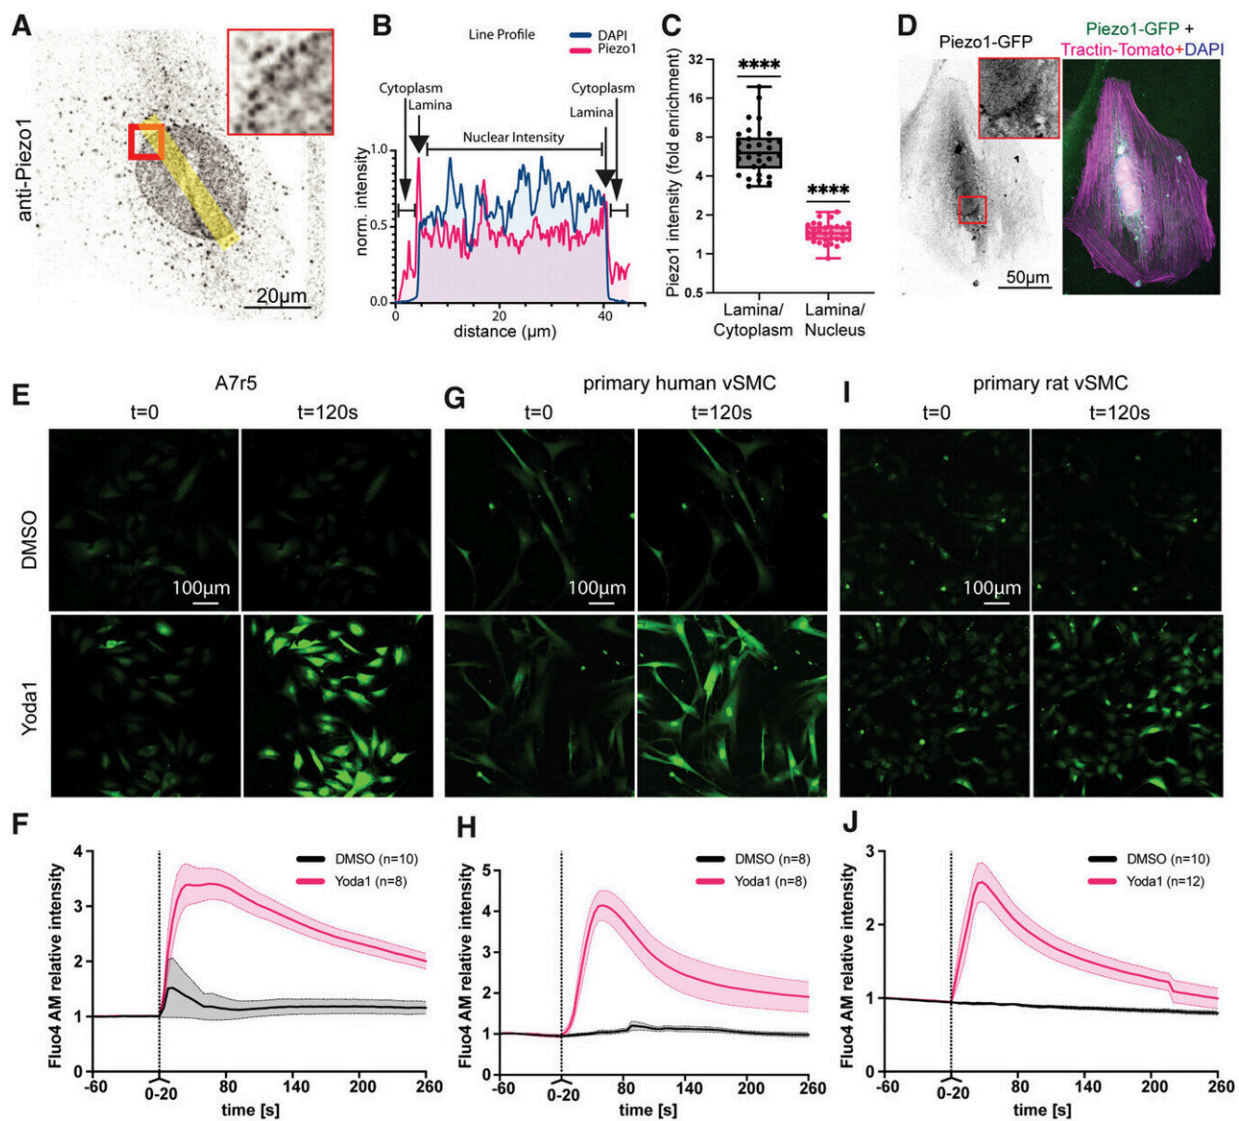 A
anti-Piezo1
20µm
B
Line Profile
DAPI
Piezo1
Cytoplasm
Lamina
Nuclear Intensity
Cytoplasm
Lamina
norm. intensity
1.0
0.5
0.0
0
10
20
30
40
distance (µm)
C
Piezo1 intensity (fold enrichment)
32
16
8
4
2
1
0.5
****
****
Lamina/
Cytoplasm
Lamina/
Nucleus
D
Piezo1-GFP
Piezo1-GFP +
Tractin-Tomato+DAPI
50µm
E
A7r5
t=0
t=120s
G
primary human vSMC
t=0
t=120s
I
primary rat vSMC
t=0
t=120s
DMSO
100µm
100µm
100µm
Yoda1
F
Fluo4 AM relative intensity
4
3
2
1
0
DMSO (n=10)
Yoda1 (n=8)
-60
0-20
80
140
200
260
time [s]
H
Fluo4 AM relative intensity
5
4
3
2
1
0
DMSO (n=8)
Yoda1 (n=8)
-60
0-20
80
140
200
260
time [s]
J
Fluo4 AM relative intensity
3
2
1
0
DMSO (n=10)
Yoda1 (n=12)
-60
0-20
80
140
200
260
time [s]